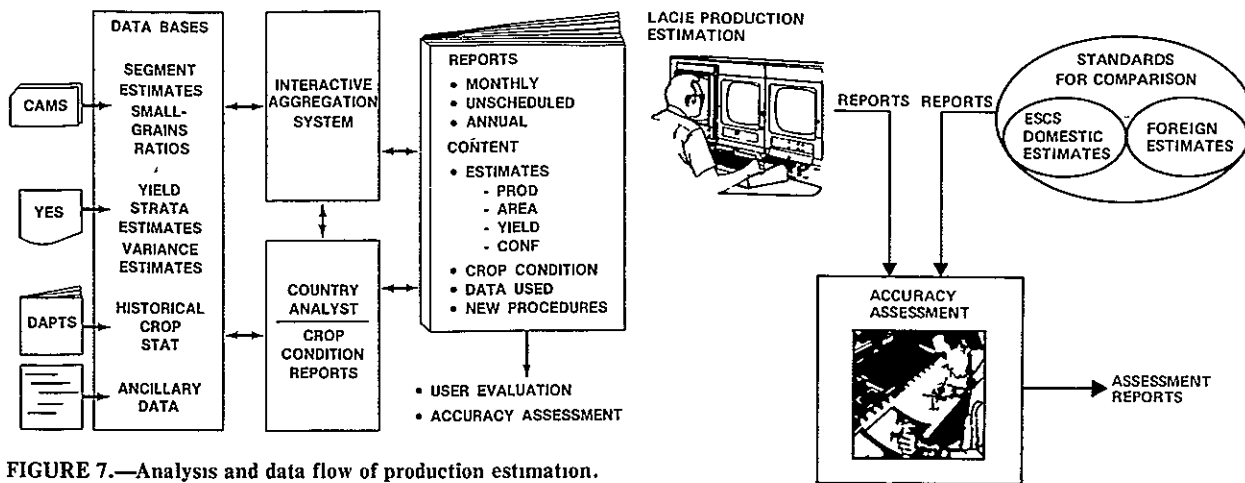 CAMS
YES
DAPTS
DATA BASES
SEGMENT
ESTIMATES
SMALL-
GRAINS
RATIOS
YIELD
STRATA
ESTIMATES
VARIANCE
ESTIMATES
HISTORICAL
CROP
STAT
ANCILLARY
DATA
INTERACTIVE
AGGREGATION
SYSTEM
COUNTRY
ANALYST
CROP
CONDITION
REPORTS
REPORTS
• MONTHLY
• UNSCHEDULED
• ANNUAL
CONTENT
• ESTIMATES
- PROD
- AREA
- YIELD
- CONF
• CROP CONDITION
• DATA USED
• NEW PROCEDURES
• USER EVALUATION
• ACCURACY ASSESSMENT
FIGURE 7.—Analysis and data flow of production estimation.
LACIE PRODUCTION
ESTIMATION
REPORTS
REPORTS
STANDARDS
FOR COMPARISON
ESCS
DOMESTIC
ESTIMATES
FOREIGN
ESTIMATES
ACCURACY
ASSESSMENT
ASSESSMENT
REPORTS